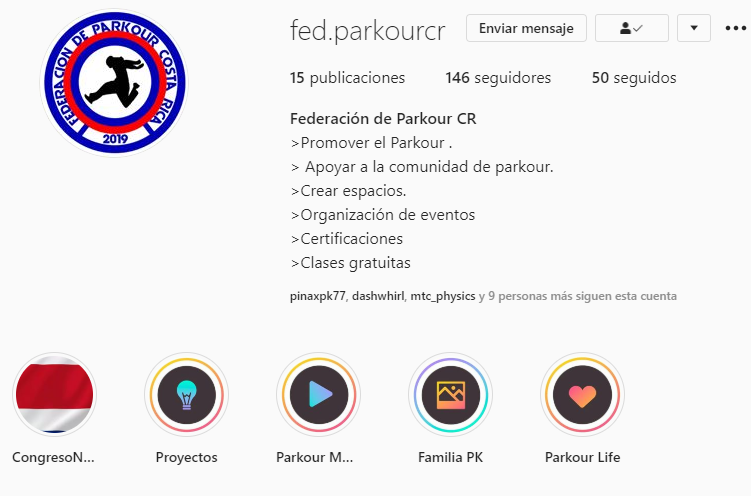 FEDERACION DE PARKOUR COSTA RICA
2019
fed.parkourcr Enviar mensaje
15 publicaciones 146 seguidores 50 seguidos
Federación de Parkour CR
>Promover el Parkour .
> Apoyar a la comunidad de parkour.
>Crear espacios.
>Organización de eventos
>Certificaciones
>Clases gratuitas
pinaxpk77, dashwhirl, mtc_physics y 9 personas más siguen esta cuenta
CongresoN... Proyectos Parkour M... Familia PK Parkour Life